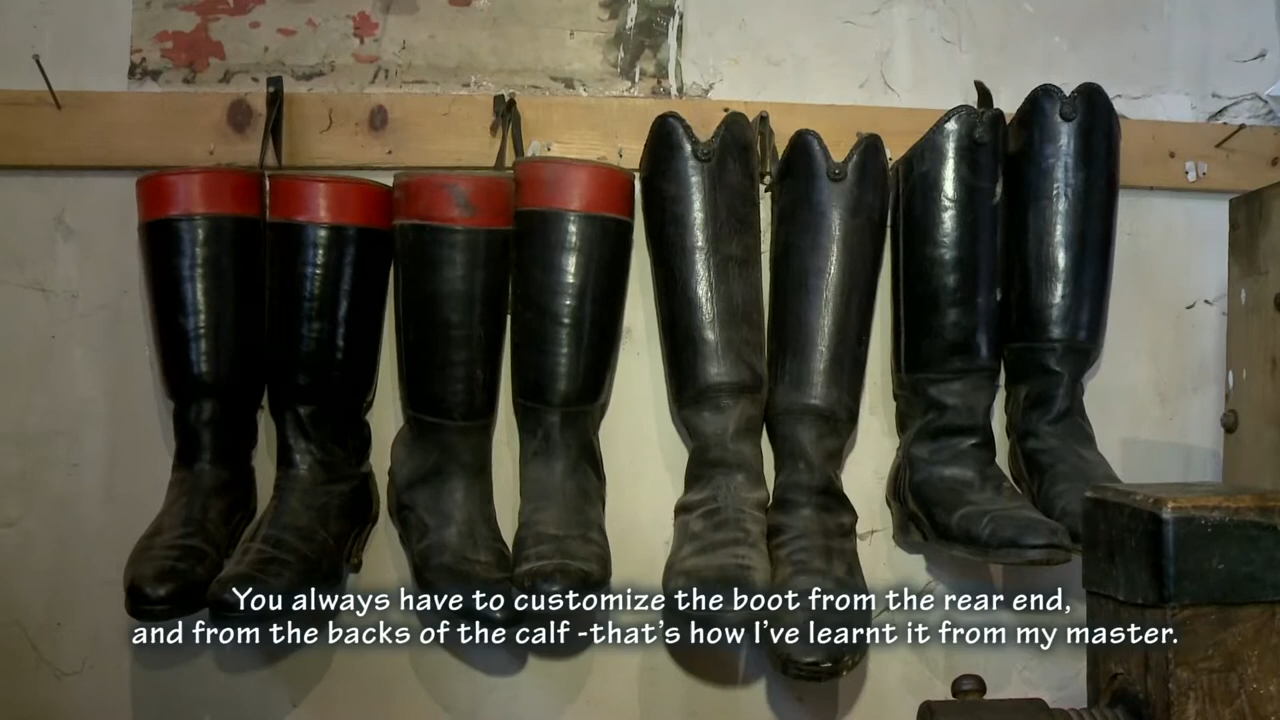 You always have to customize the boot from the rear end,
and from the backs of the calf -that's how I've learnt it from my master.